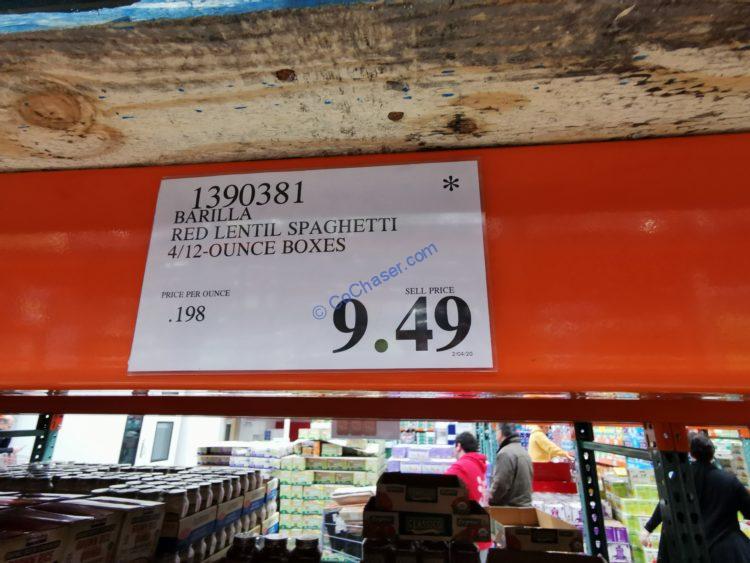 1390381 *
BARILLA
RED LENTIL SPAGHETTI
4/12-OUNCE BOXES
© CoChaser.com
PRICE PER OUNCE SELL PRICE
.198 9.49
2/04/20
CLASSICO